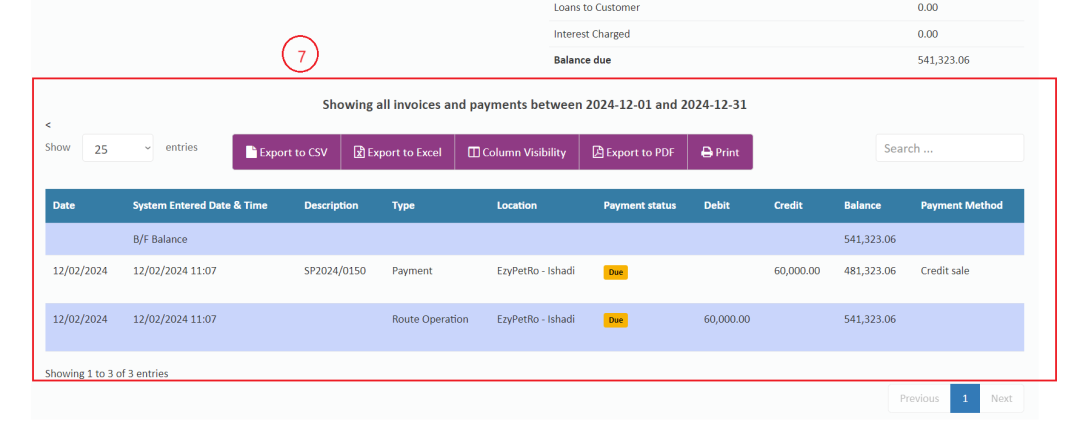 Loans to Customer 0.00
Interest Charged 0.00
7
Balance due 541,323.06
Showing all invoices and payments between 2024-12-01 and 2024-12-31
<
Show 25 entries Export to CSV Export to Excel Column Visibility Export to PDF Print Search ...
Date System Entered Date & Time Description Type Location Payment status Debit Credit Balance Payment Method
B/F Balance 541,323.06
12/02/2024 12/02/2024 11:07 SP2024/0150 Payment EzyPetRo - Ishadi Due 60,000.00 481,323.06 Credit sale
12/02/2024 12/02/2024 11:07 Route Operation EzyPetRo - Ishadi Due 60,000.00 541,323.06
Showing 1 to 3 of 3 entries
Previous 1 Next